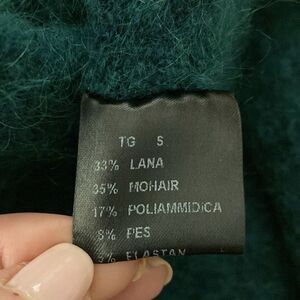 TG S
33% LANA
35% MOHAIR
17% POLIAMMIDICA
8% PES
ELASTAN